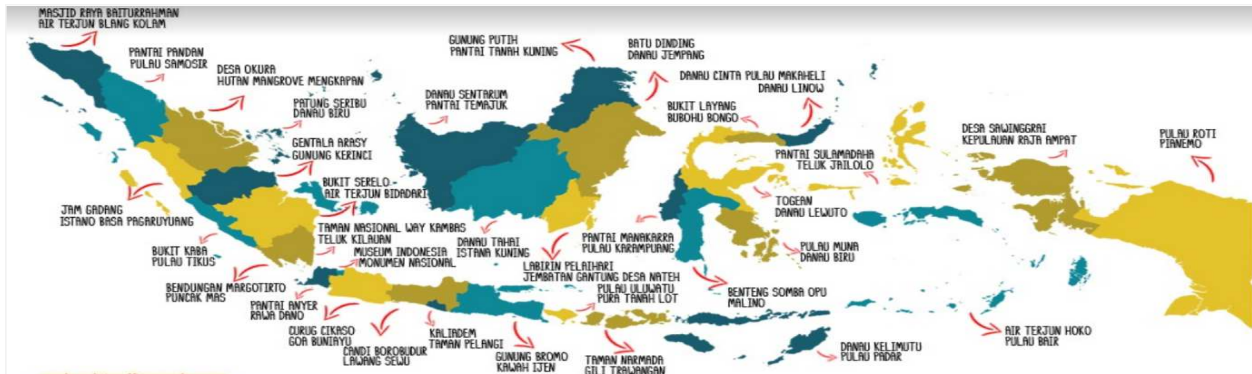 MASJID RAYA BAITURRAHMAN
AIR TERJUN BLANG KOLAM
PANTAI PANDAN
PULAU SAMOSIR
DESA OKURA
HUTAN MANGROVE MENGKAPAN
PATUNG SERIBU
DANAU BIRU
GENTALA ARASY
GUNUNG KERINCI
BUKIT SERELO
AIR TERJUN BIDADARI
JAM GADANG
ISTANO BASA PAGARUYUANG
BUKIT KABA
PULAU TIKUS
BENDUNGAN MARGOTIRTO
PUNCAK MAS
TAMAN NASIONAL WAY KAMBAS
TELUK KILAUAN
MUSEUM INDONESIA
MONUMEN NASIONAL
PANTAI ANYER
RAWA DANO
CURUG CIKASO
GOA BUNIAYU
CANDI BOROBUDUR
LAWANG SEWU
KALIADEM
TAMAN PELANGI
GUNUNG BROMO
KAWAH IJEN
PULAU ULUWATU
PURA TANAH LOT
TAMAN NARMADA
GILI TRAWANGAN
DANAU KELIMUTU
PULAU PADAR
DANAU SENTARUM
PANTAI TEMAJUK
DANAU TAHAI
ISTANA KUNING
LABIRIN PELAIHARI
JEMBATAN GANTUNG DESA NATEH
GUNUNG PUTIH
PANTAI TANAH KUNING
BATU DINDING
DANAU JEMPANG
DANAU CINTA PULAU MAKAHELI
DANAU LINOW
BUKIT LAYANG
BUBOHU BONGO
PANTAI SULAMADAHA
TELUK JAILOLO
TOGEAN
DANAU LEWUTO
PANTAI MANAKARRA
PULAU KARAMPUANG
PULAU MUNA
DANAU BIRU
BENTENG SOMBA OPU
MALINO
AIR TERJUN HOKO
PULAU BAIR
DESA SAWINGGRAI
KEPULAUAN RAJA AMPAT
PULAU ROTI
PIANEMO